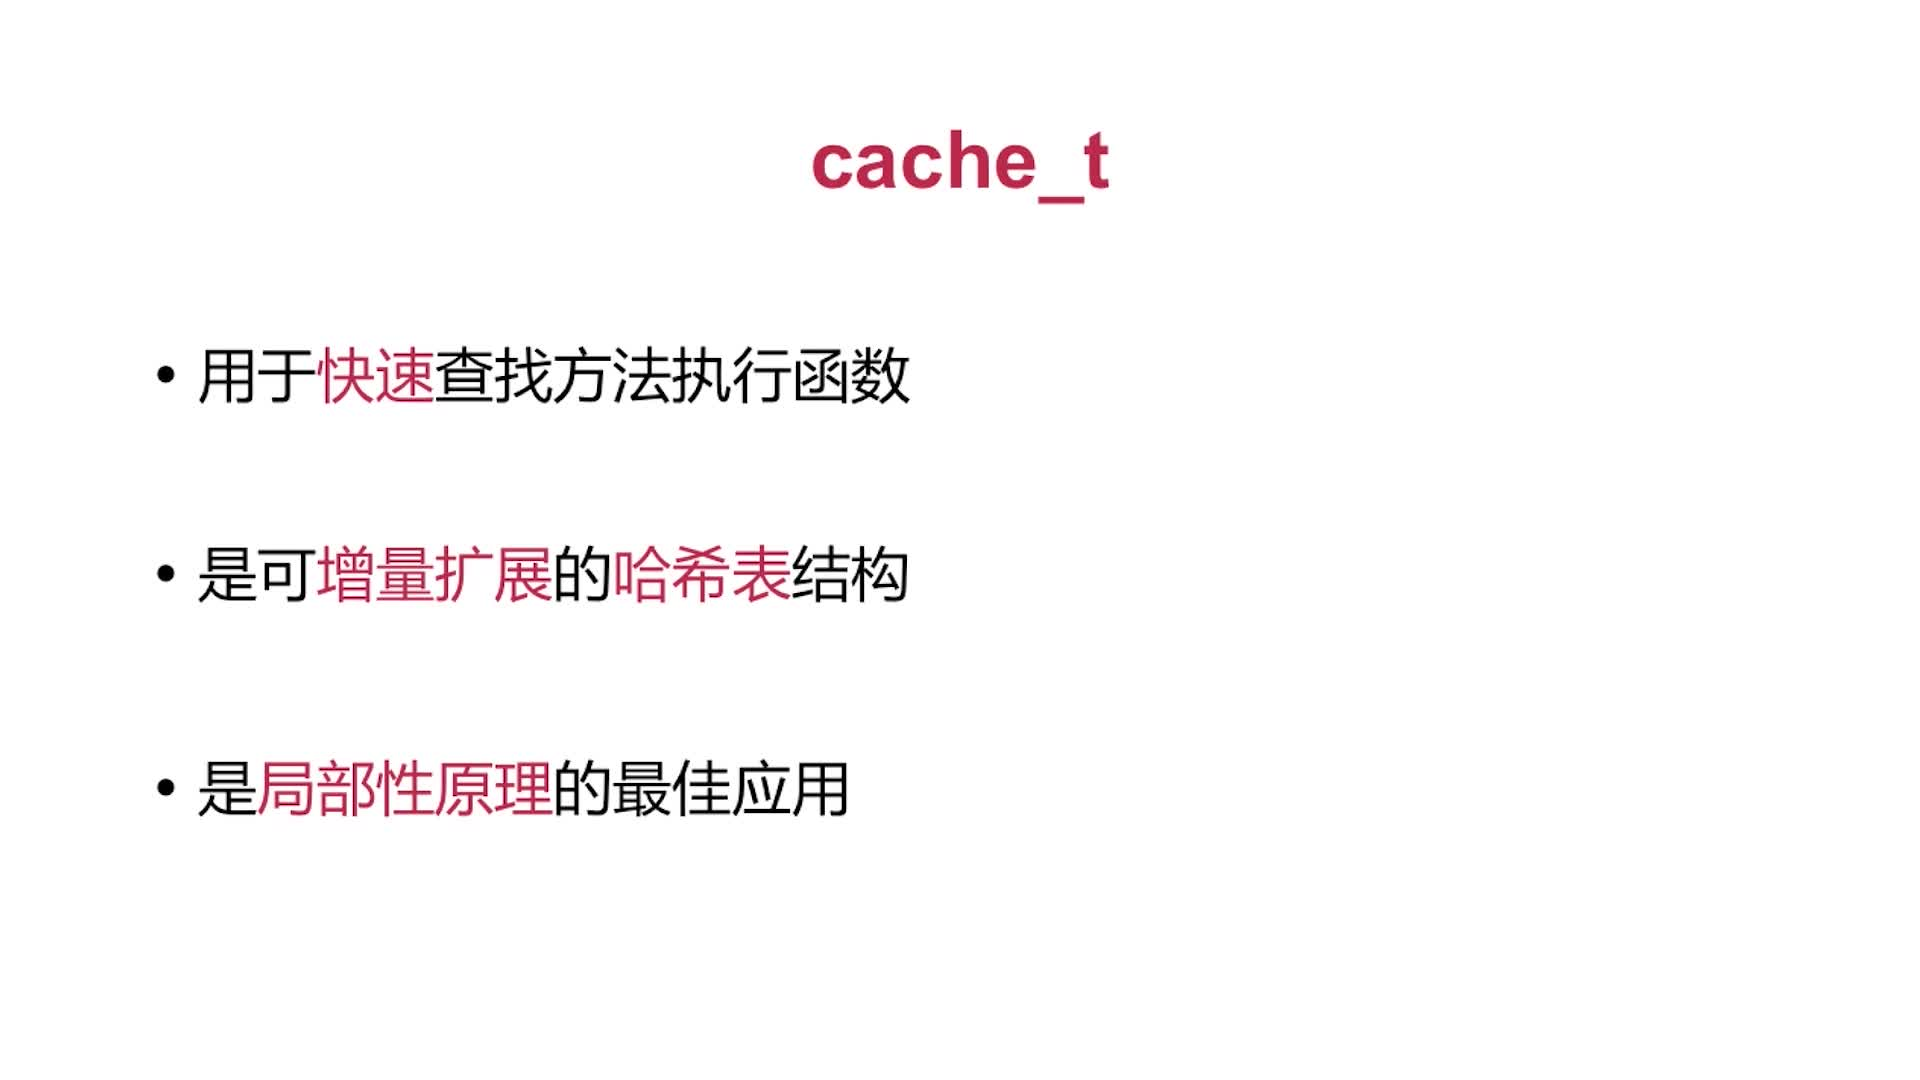 cache_t
• 用于快速查找方法执行函数
• 是可增量扩展的哈希表结构
• 是局部性原理的最佳应用